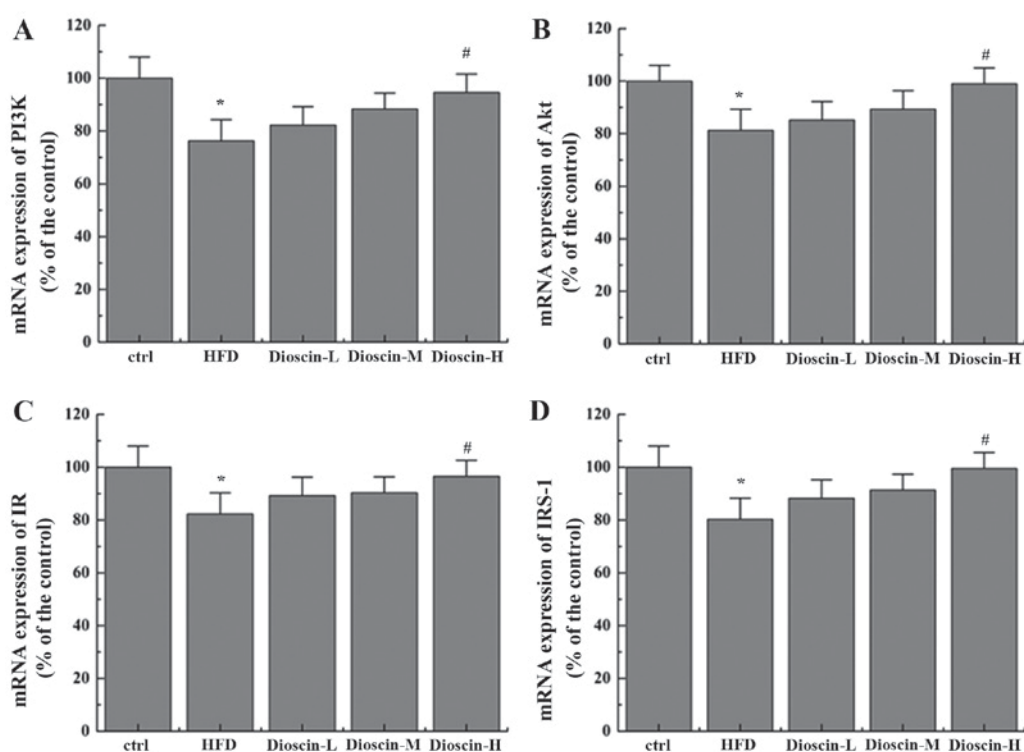 A
mRNA expression of PI3K
(% of the control)
120
100
80
60
40
20
0
*
#
ctrl HFD Dioscin-L Dioscin-M Dioscin-H
B
mRNA expression of Akt
(% of the control)
120
100
80
60
40
20
0
*
#
ctrl HFD Dioscin-L Dioscin-M Dioscin-H
C
mRNA expression of IR
(% of the control)
120
100
80
60
40
20
0
*
#
ctrl HFD Dioscin-L Dioscin-M Dioscin-H
D
mRNA expression of IRS-1
(% of the control)
120
100
80
60
40
20
0
*
#
ctrl HFD Dioscin-L Dioscin-M Dioscin-H